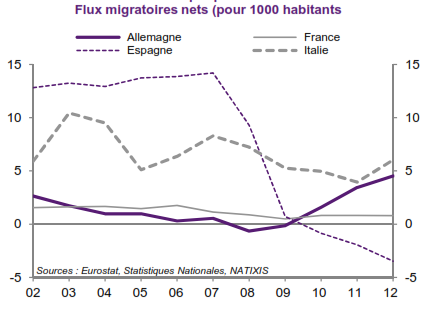 Flux migratoires nets (pour 1000 habitants
Allemagne France
Espagne Italie
15 15
10 10
5 5
0 0
-5 -5
Sources : Eurostat, Statistiques Nationales, NATIXIS
02 03 04 05 06 07 08 09 10 11 12